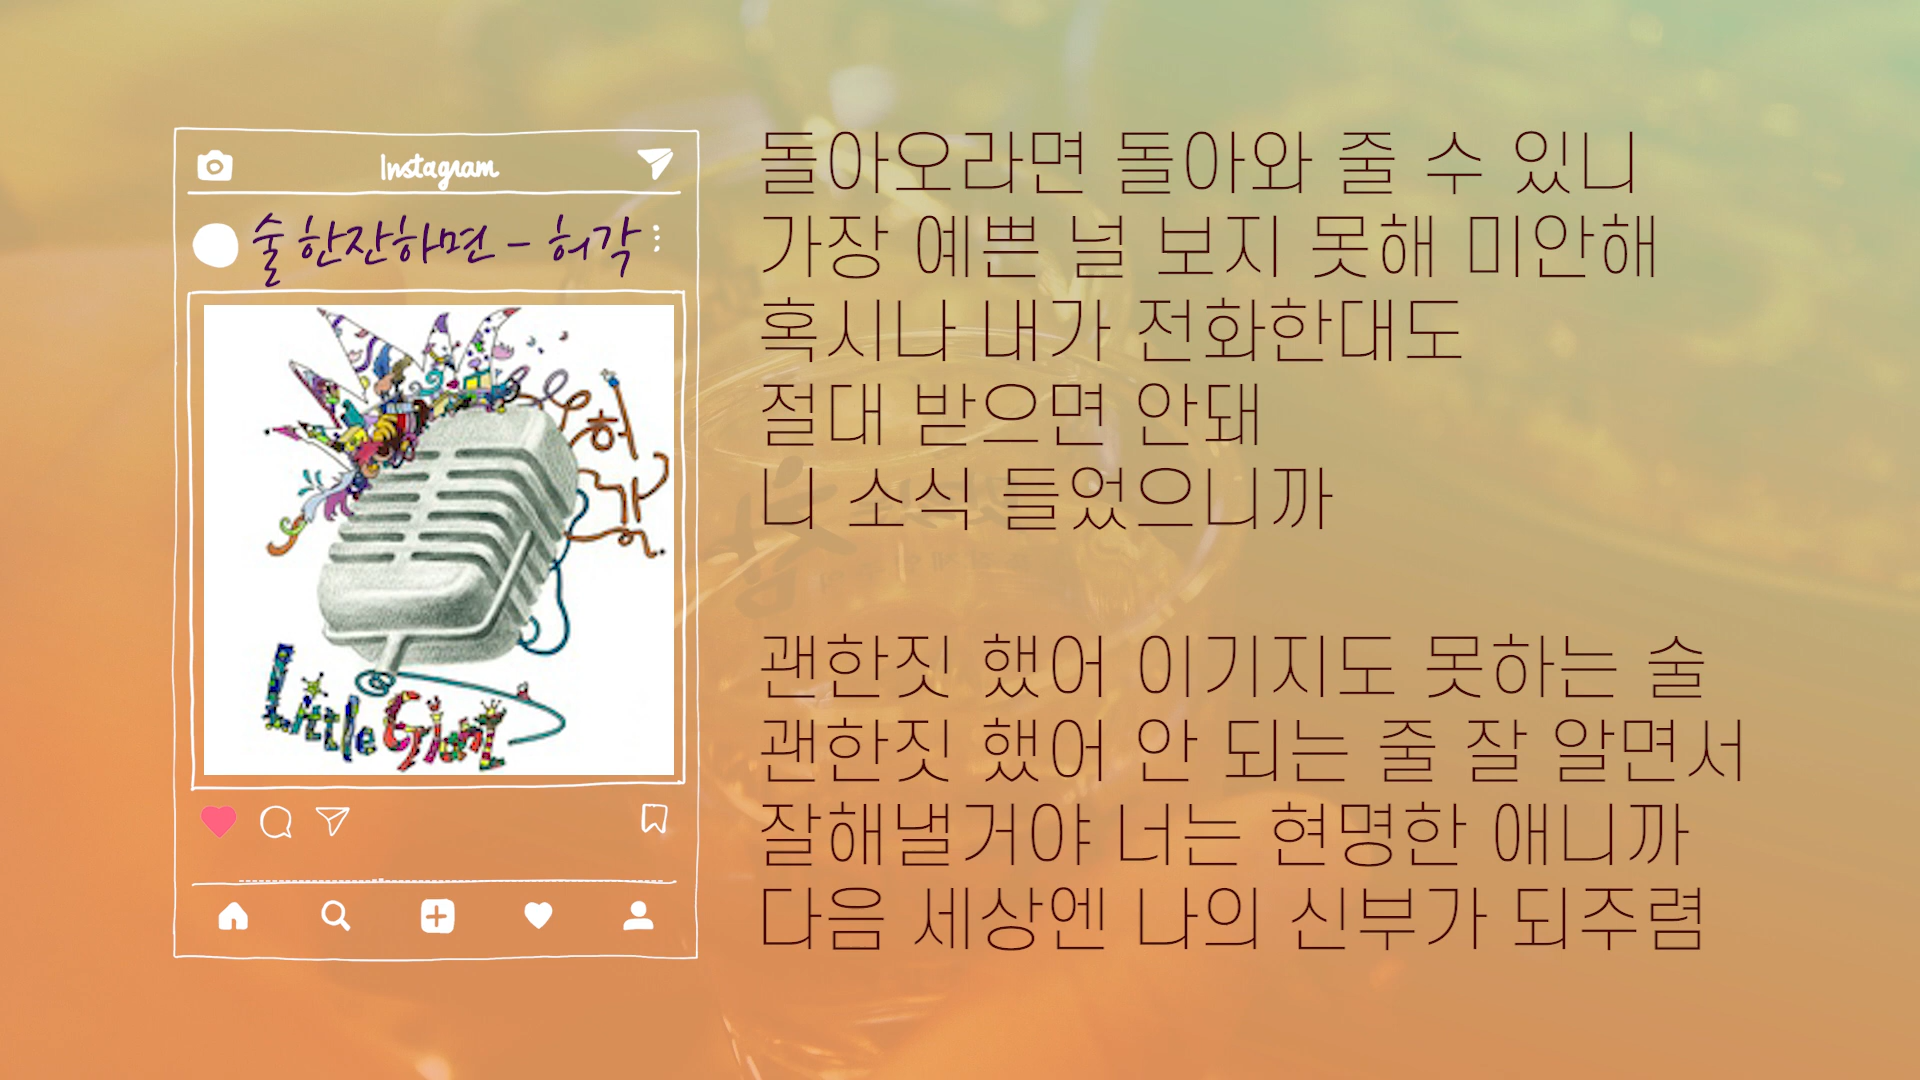 Instagram
술 한잔하면 - 허각
허각
Little Giant
돌아오라면 돌아와 줄 수 있니
가장 예쁜 널 보지 못해 미안해
혹시나 내가 전화한대도
절대 받으면 안돼
니 소식 들었으니까
괜한짓 했어 이기지도 못하는 술
괜한짓 했어 안 되는 줄 잘 알면서
잘해낼거야 너는 현명한 애니까
다음 세상엔 나의 신부가 되주렴